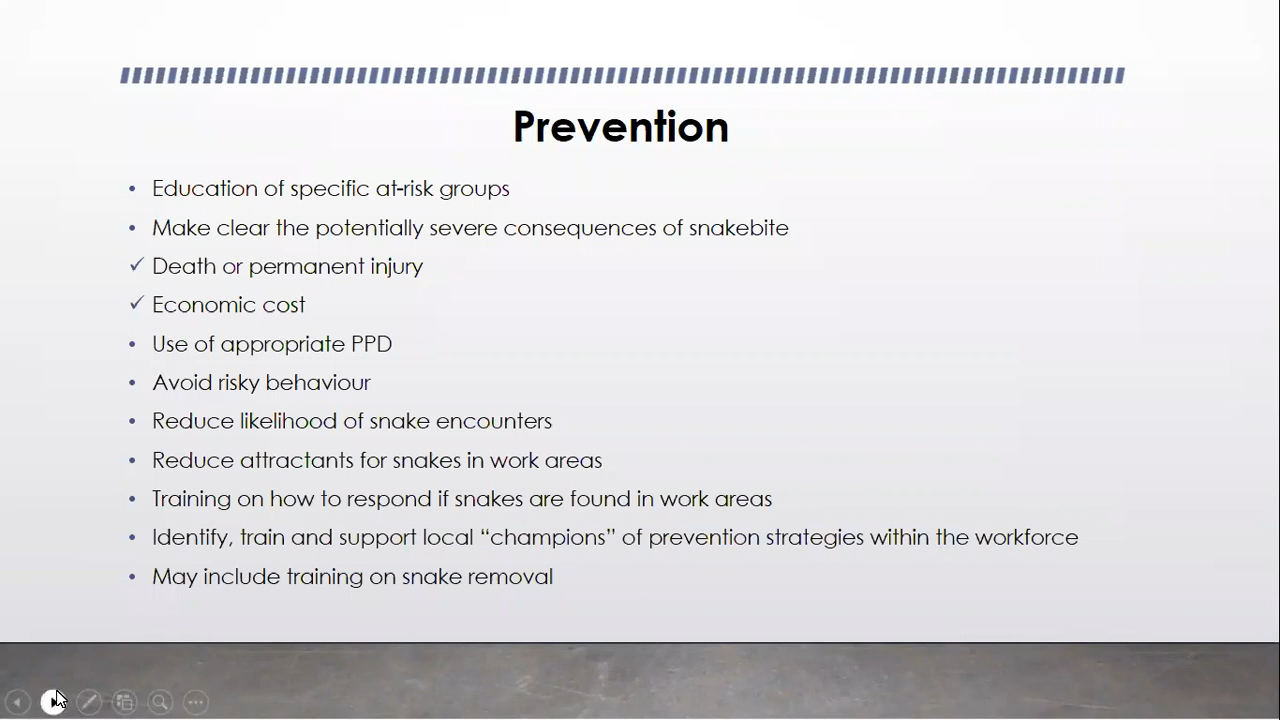 Prevention
• Education of specific at-risk groups
• Make clear the potentially severe consequences of snakebite
✓ Death or permanent injury
✓ Economic cost
• Use of appropriate PPD
• Avoid risky behaviour
• Reduce likelihood of snake encounters
• Reduce attractants for snakes in work areas
• Training on how to respond if snakes are found in work areas
• Identify, train and support local “champions” of prevention strategies within the workforce
• May include training on snake removal